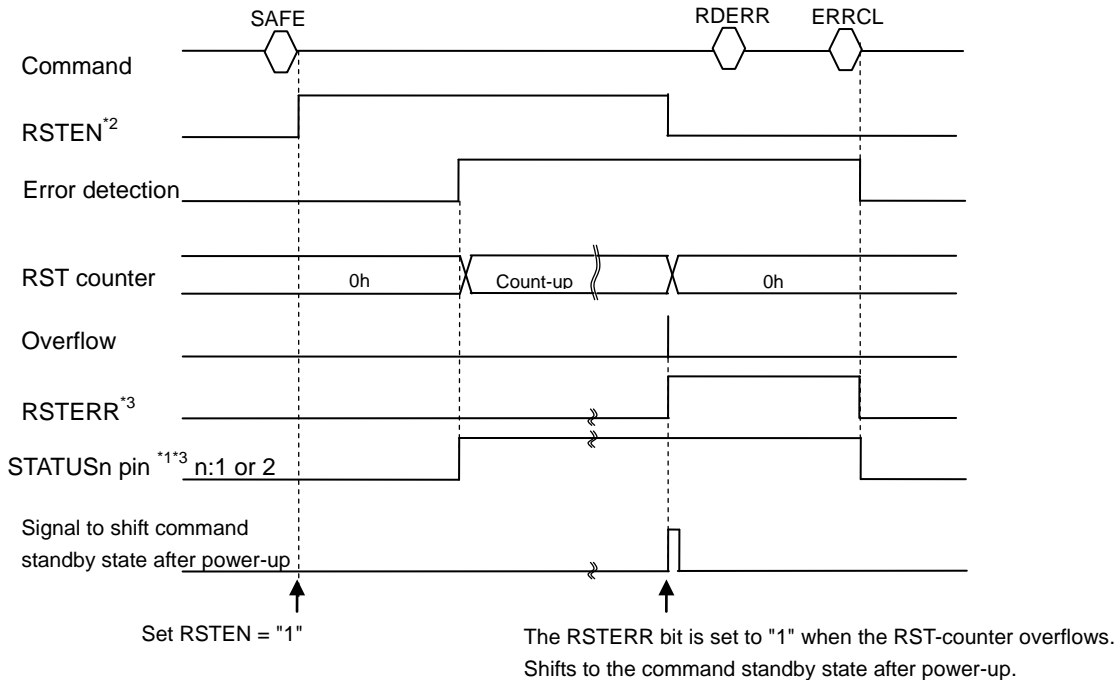 SAFE RDERR ERRCL
Command
RSTEN*2
Error detection
RST counter 0h Count-up 0h
Overflow
RSTERR*3
STATUSn pin *1*3 n:1 or 2
Signal to shift command
standby state after power-up
Set RSTEN = "1"
The RSTERR bit is set to "1" when the RST-counter overflows.
Shifts to the command standby state after power-up.